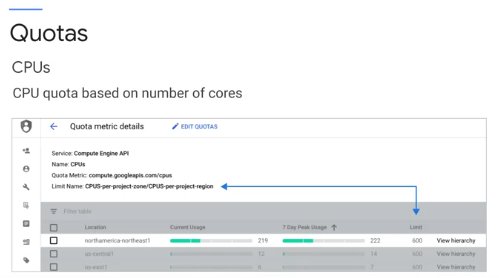 Quotas
CPUs
CPU quota based on number of cores
Quota metric details EDIT QUOTAS
Service: Compute Engine API
Name: CPUs
Quota Metric: compute.googleapis.com/cpus
Limit Name: CPUS-per-project-zone/CPUS-per-project-region
Filter table
Location Current Usage 7 Day Peak Usage Limit
northamerica-northeast1 219 222 600 View hierarchy
us-central1 12 14 600 View hierarchy
us-east1 600 View hierarchy